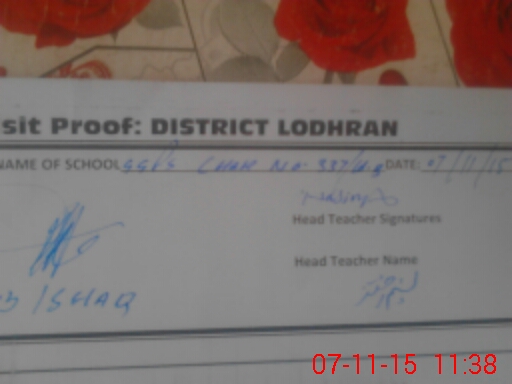 sit Proof: DISTRICT LODHRAN
NAME OF SCHOOL GGPS CHAK No. 337/WB DATE: 07/11/15
Head Teacher Signatures
Head Teacher Name
ISHAQ
07-11-15 11:38